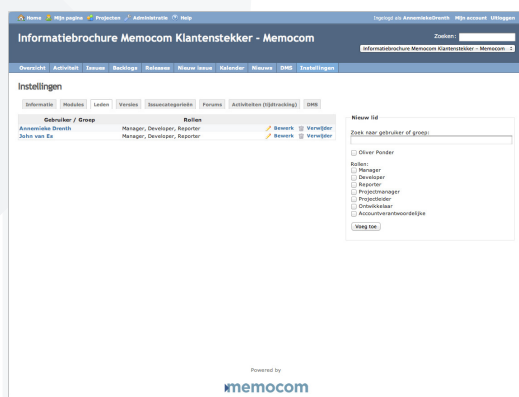 Home Mijn pagina Projecten Administratie Help Ingelogd als AnnemiekeDrenth Mijn account Uitloggen
Informatiebrochure Memocom Klantenstekker - Memocom
Zoeken:
Informatiebrochure Memocom Klantenstekker - Memocom
Overzicht Activiteit Issues Backlogs Releases Nieuw issue Kalender Nieuws DMS Instellingen
Instellingen
Informatie Modules Leden Versies Issuecategorieën Forums Activiteiten (tijdtracking) DMS
Gebruiker / Groep Rollen
Annemieke Drenth Manager, Developer, Reporter Bewerk Verwijder
John van Es Manager, Developer, Reporter Bewerk Verwijder
Nieuw lid
Zoek naar gebruiker of groep:
Oliver Ponder
Rollen:
Manager
Developer
Reporter
Projectmanager
Projectleider
Ontwikkelaar
Accountverantwoordelijke
Voeg toe
Powered by
memocom